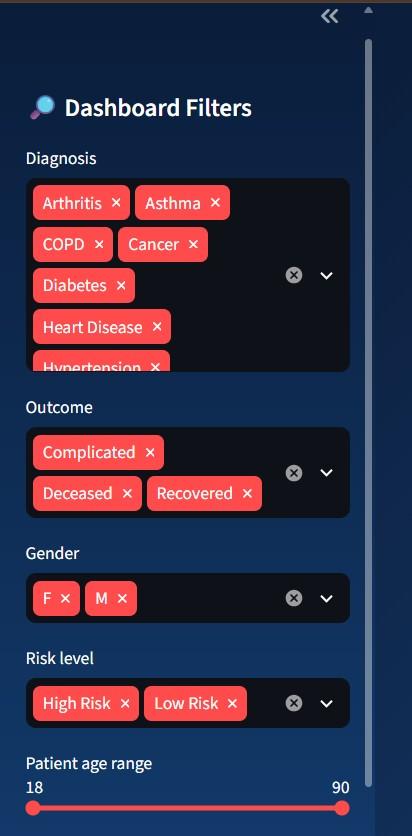 Dashboard Filters
Diagnosis
Arthritis × Asthma ×
COPD × Cancer ×
Diabetes ×
Heart Disease ×
Hypertension ×
Outcome
Complicated ×
Deceased × Recovered ×
Gender
F × M ×
Risk level
High Risk × Low Risk ×
Patient age range
18 90